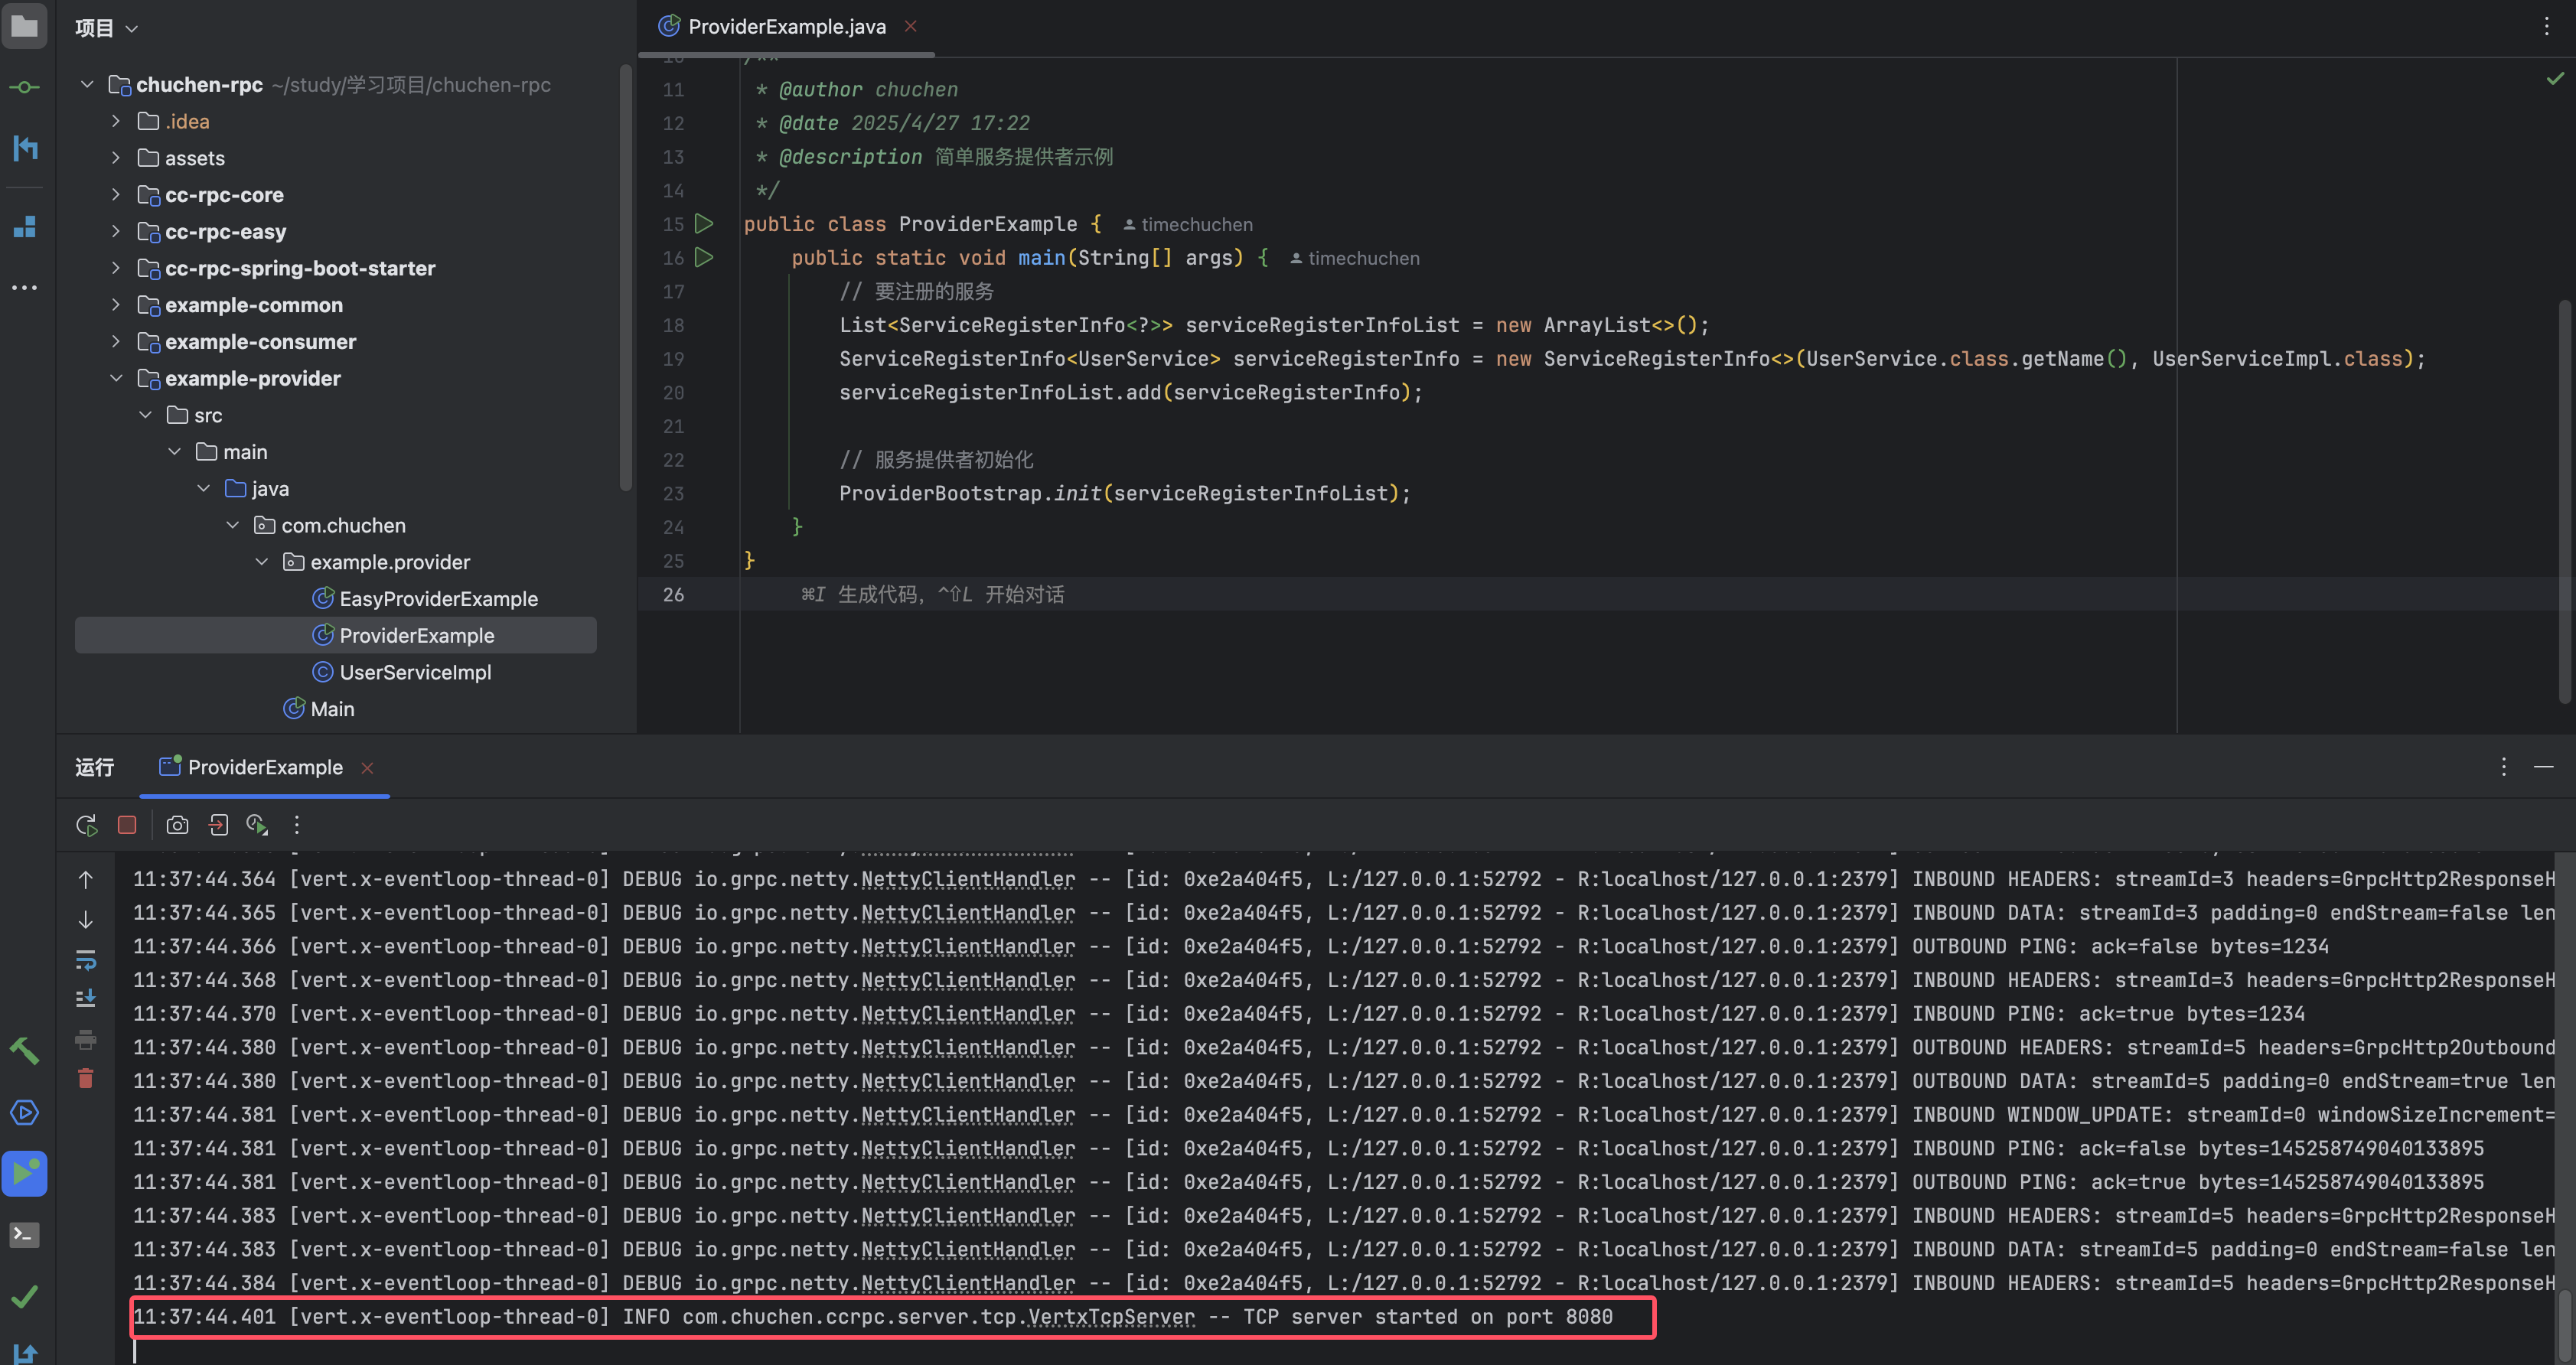 项目
chuchen-rpc ~/study/学习项目/chuchen-rpc
.idea
assets
cc-rpc-core
cc-rpc-easy
cc-rpc-spring-boot-starter
example-common
example-consumer
example-provider
src
main
java
com.chuchen
example.provider
EasyProviderExample
ProviderExample
UserServiceImpl
Main
ProviderExample.java
10 /**
11 * @author chuchen
12 * @date 2025/4/27 17:22
13 * @description 简单服务提供者示例
14 */
15 public class ProviderExample { timechuchen
16 public static void main(String[] args) { timechuchen
17 // 要注册的服务
18 List<ServiceRegisterInfo<?>> serviceRegisterInfoList = new ArrayList<>();
19 ServiceRegisterInfo<UserService> serviceRegisterInfo = new ServiceRegisterInfo<>(UserService.class.getName(), UserServiceImpl.class);
20 serviceRegisterInfoList.add(serviceRegisterInfo);
21
22 // 服务提供者初始化
23 ProviderBootstrap.init(serviceRegisterInfoList);
24 }
25 }
26 ⌘I 生成代码, ^⇧L 开始对话
运行 ProviderExample
11:37:44.364 [vert.x-eventloop-thread-0] DEBUG io.grpc.netty.NettyClientHandler -- [id: 0xe2a404f5, L:/127.0.0.1:52792 - R:localhost/127.0.0.1:2379] INBOUND HEADERS: streamId=3 headers=GrpcHttp2ResponseH
11:37:44.365 [vert.x-eventloop-thread-0] DEBUG io.grpc.netty.NettyClientHandler -- [id: 0xe2a404f5, L:/127.0.0.1:52792 - R:localhost/127.0.0.1:2379] INBOUND DATA: streamId=3 padding=0 endStream=false len
11:37:44.366 [vert.x-eventloop-thread-0] DEBUG io.grpc.netty.NettyClientHandler -- [id: 0xe2a404f5, L:/127.0.0.1:52792 - R:localhost/127.0.0.1:2379] OUTBOUND PING: ack=false bytes=1234
11:37:44.368 [vert.x-eventloop-thread-0] DEBUG io.grpc.netty.NettyClientHandler -- [id: 0xe2a404f5, L:/127.0.0.1:52792 - R:localhost/127.0.0.1:2379] INBOUND HEADERS: streamId=3 headers=GrpcHttp2ResponseH
11:37:44.370 [vert.x-eventloop-thread-0] DEBUG io.grpc.netty.NettyClientHandler -- [id: 0xe2a404f5, L:/127.0.0.1:52792 - R:localhost/127.0.0.1:2379] INBOUND PING: ack=true bytes=1234
11:37:44.380 [vert.x-eventloop-thread-0] DEBUG io.grpc.netty.NettyClientHandler -- [id: 0xe2a404f5, L:/127.0.0.1:52792 - R:localhost/127.0.0.1:2379] OUTBOUND HEADERS: streamId=5 headers=GrpcHttp2Outbound
11:37:44.380 [vert.x-eventloop-thread-0] DEBUG io.grpc.netty.NettyClientHandler -- [id: 0xe2a404f5, L:/127.0.0.1:52792 - R:localhost/127.0.0.1:2379] OUTBOUND DATA: streamId=5 padding=0 endStream=true len
11:37:44.381 [vert.x-eventloop-thread-0] DEBUG io.grpc.netty.NettyClientHandler -- [id: 0xe2a404f5, L:/127.0.0.1:52792 - R:localhost/127.0.0.1:2379] INBOUND WINDOW_UPDATE: streamId=0 windowSizeIncrement=
11:37:44.381 [vert.x-eventloop-thread-0] DEBUG io.grpc.netty.NettyClientHandler -- [id: 0xe2a404f5, L:/127.0.0.1:52792 - R:localhost/127.0.0.1:2379] INBOUND PING: ack=false bytes=145258749040133895
11:37:44.381 [vert.x-eventloop-thread-0] DEBUG io.grpc.netty.NettyClientHandler -- [id: 0xe2a404f5, L:/127.0.0.1:52792 - R:localhost/127.0.0.1:2379] OUTBOUND PING: ack=true bytes=145258749040133895
11:37:44.383 [vert.x-eventloop-thread-0] DEBUG io.grpc.netty.NettyClientHandler -- [id: 0xe2a404f5, L:/127.0.0.1:52792 - R:localhost/127.0.0.1:2379] INBOUND HEADERS: streamId=5 headers=GrpcHttp2ResponseH
11:37:44.383 [vert.x-eventloop-thread-0] DEBUG io.grpc.netty.NettyClientHandler -- [id: 0xe2a404f5, L:/127.0.0.1:52792 - R:localhost/127.0.0.1:2379] INBOUND DATA: streamId=5 padding=0 endStream=false len
11:37:44.384 [vert.x-eventloop-thread-0] DEBUG io.grpc.netty.NettyClientHandler -- [id: 0xe2a404f5, L:/127.0.0.1:52792 - R:localhost/127.0.0.1:2379] INBOUND HEADERS: streamId=5 headers=GrpcHttp2ResponseH
11:37:44.401 [vert.x-eventloop-thread-0] INFO com.chuchen.ccrpc.server.tcp.VertxTcpServer -- TCP server started on port 8080